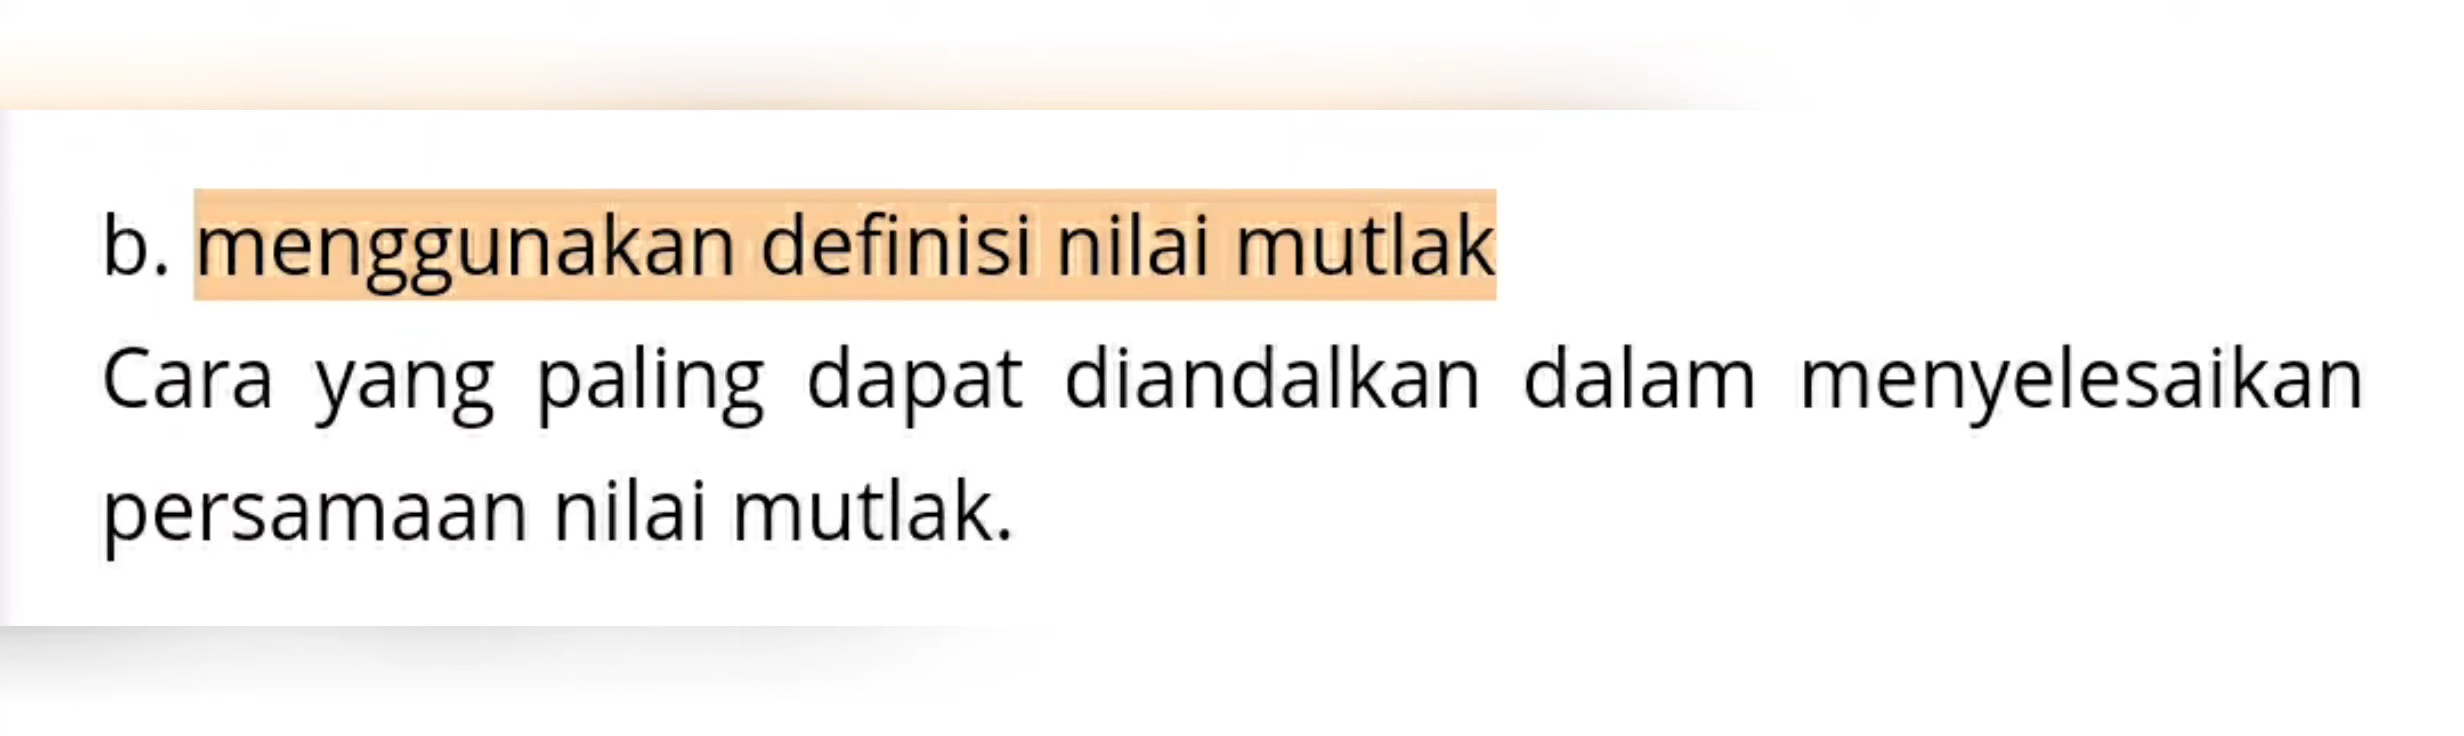 b. menggunakan definisi nilai mutlak
Cara yang paling dapat diandalkan dalam menyelesaikan
persamaan nilai mutlak.